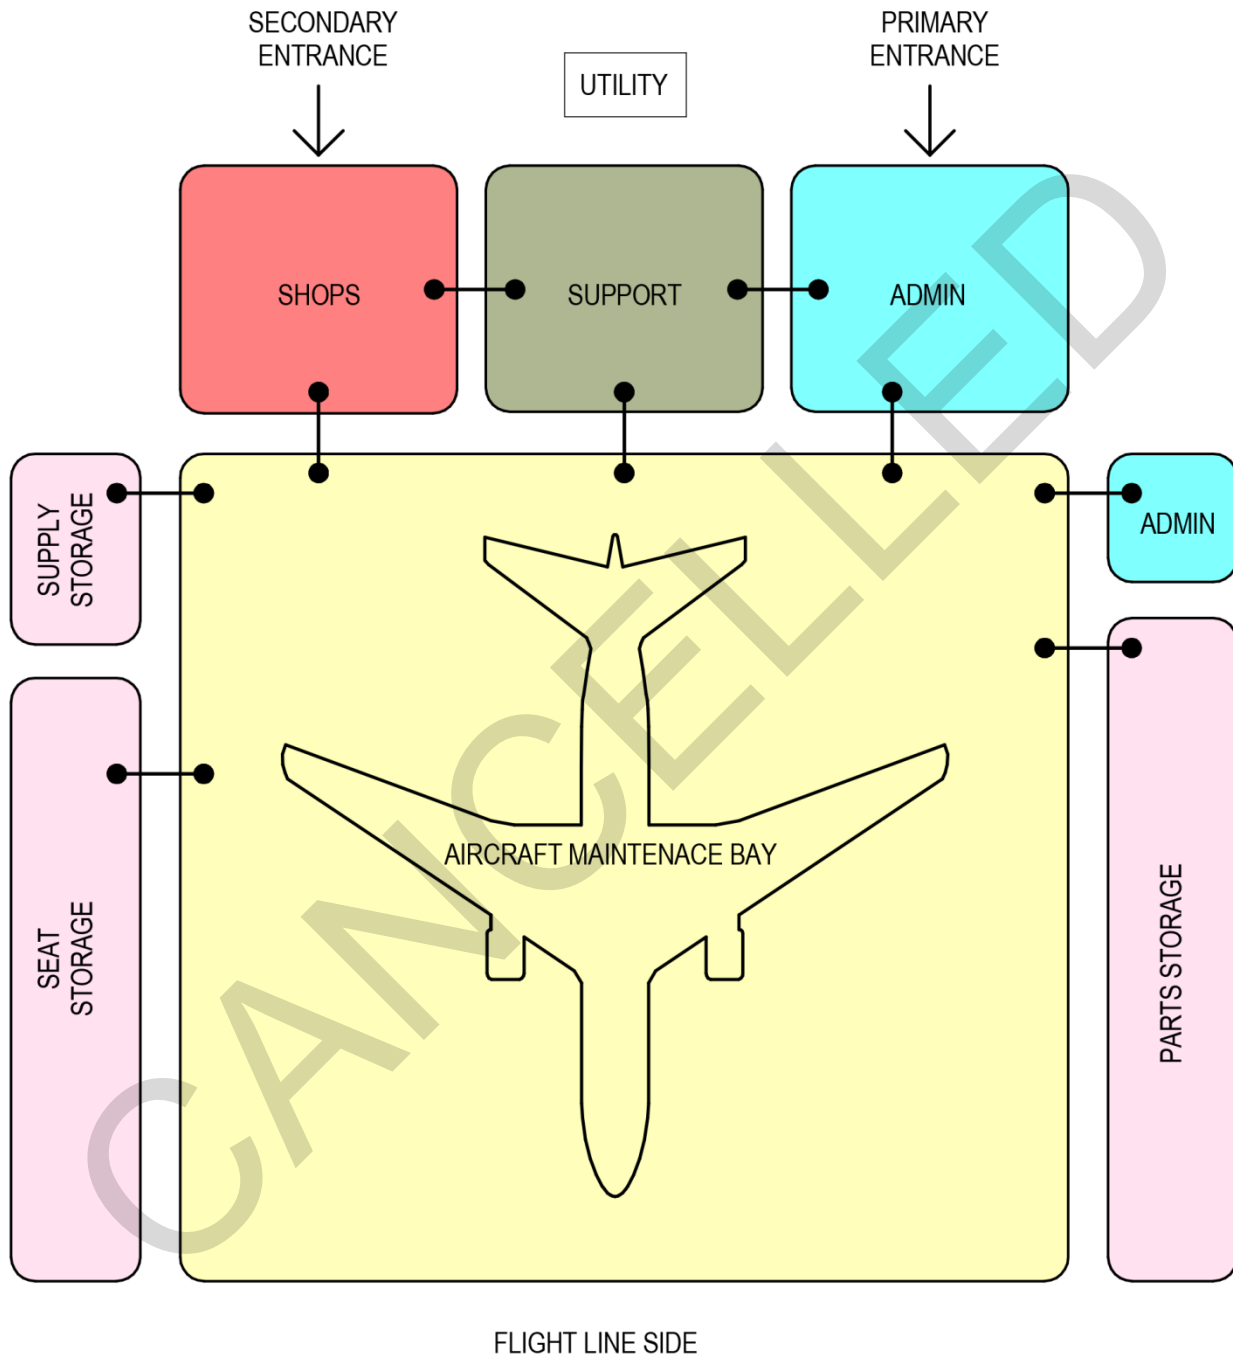 SECONDARY
ENTRANCE
PRIMARY
ENTRANCE
UTILITY
SHOPS
SUPPORT
ADMIN
SUPPLY
STORAGE
ADMIN
AIRCRAFT MAINTENACE BAY
SEAT
STORAGE
PARTS STORAGE
CANCELLED
FLIGHT LINE SIDE